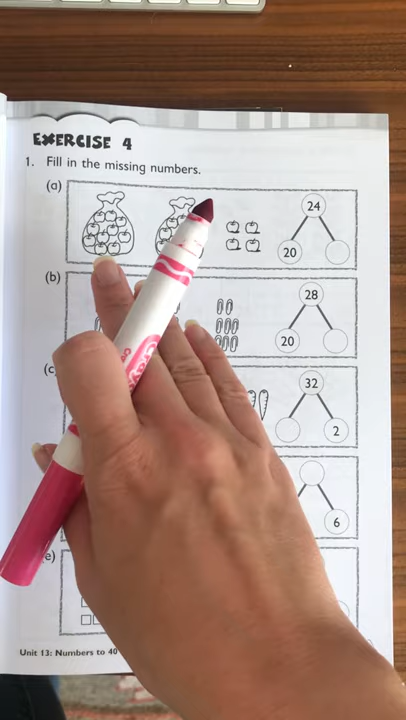 EXERCISE 4
1. Fill in the missing numbers.
(a)
24
20
(b)
28
20
(c
32
2
6
e)
Unit 13: Numbers to 40